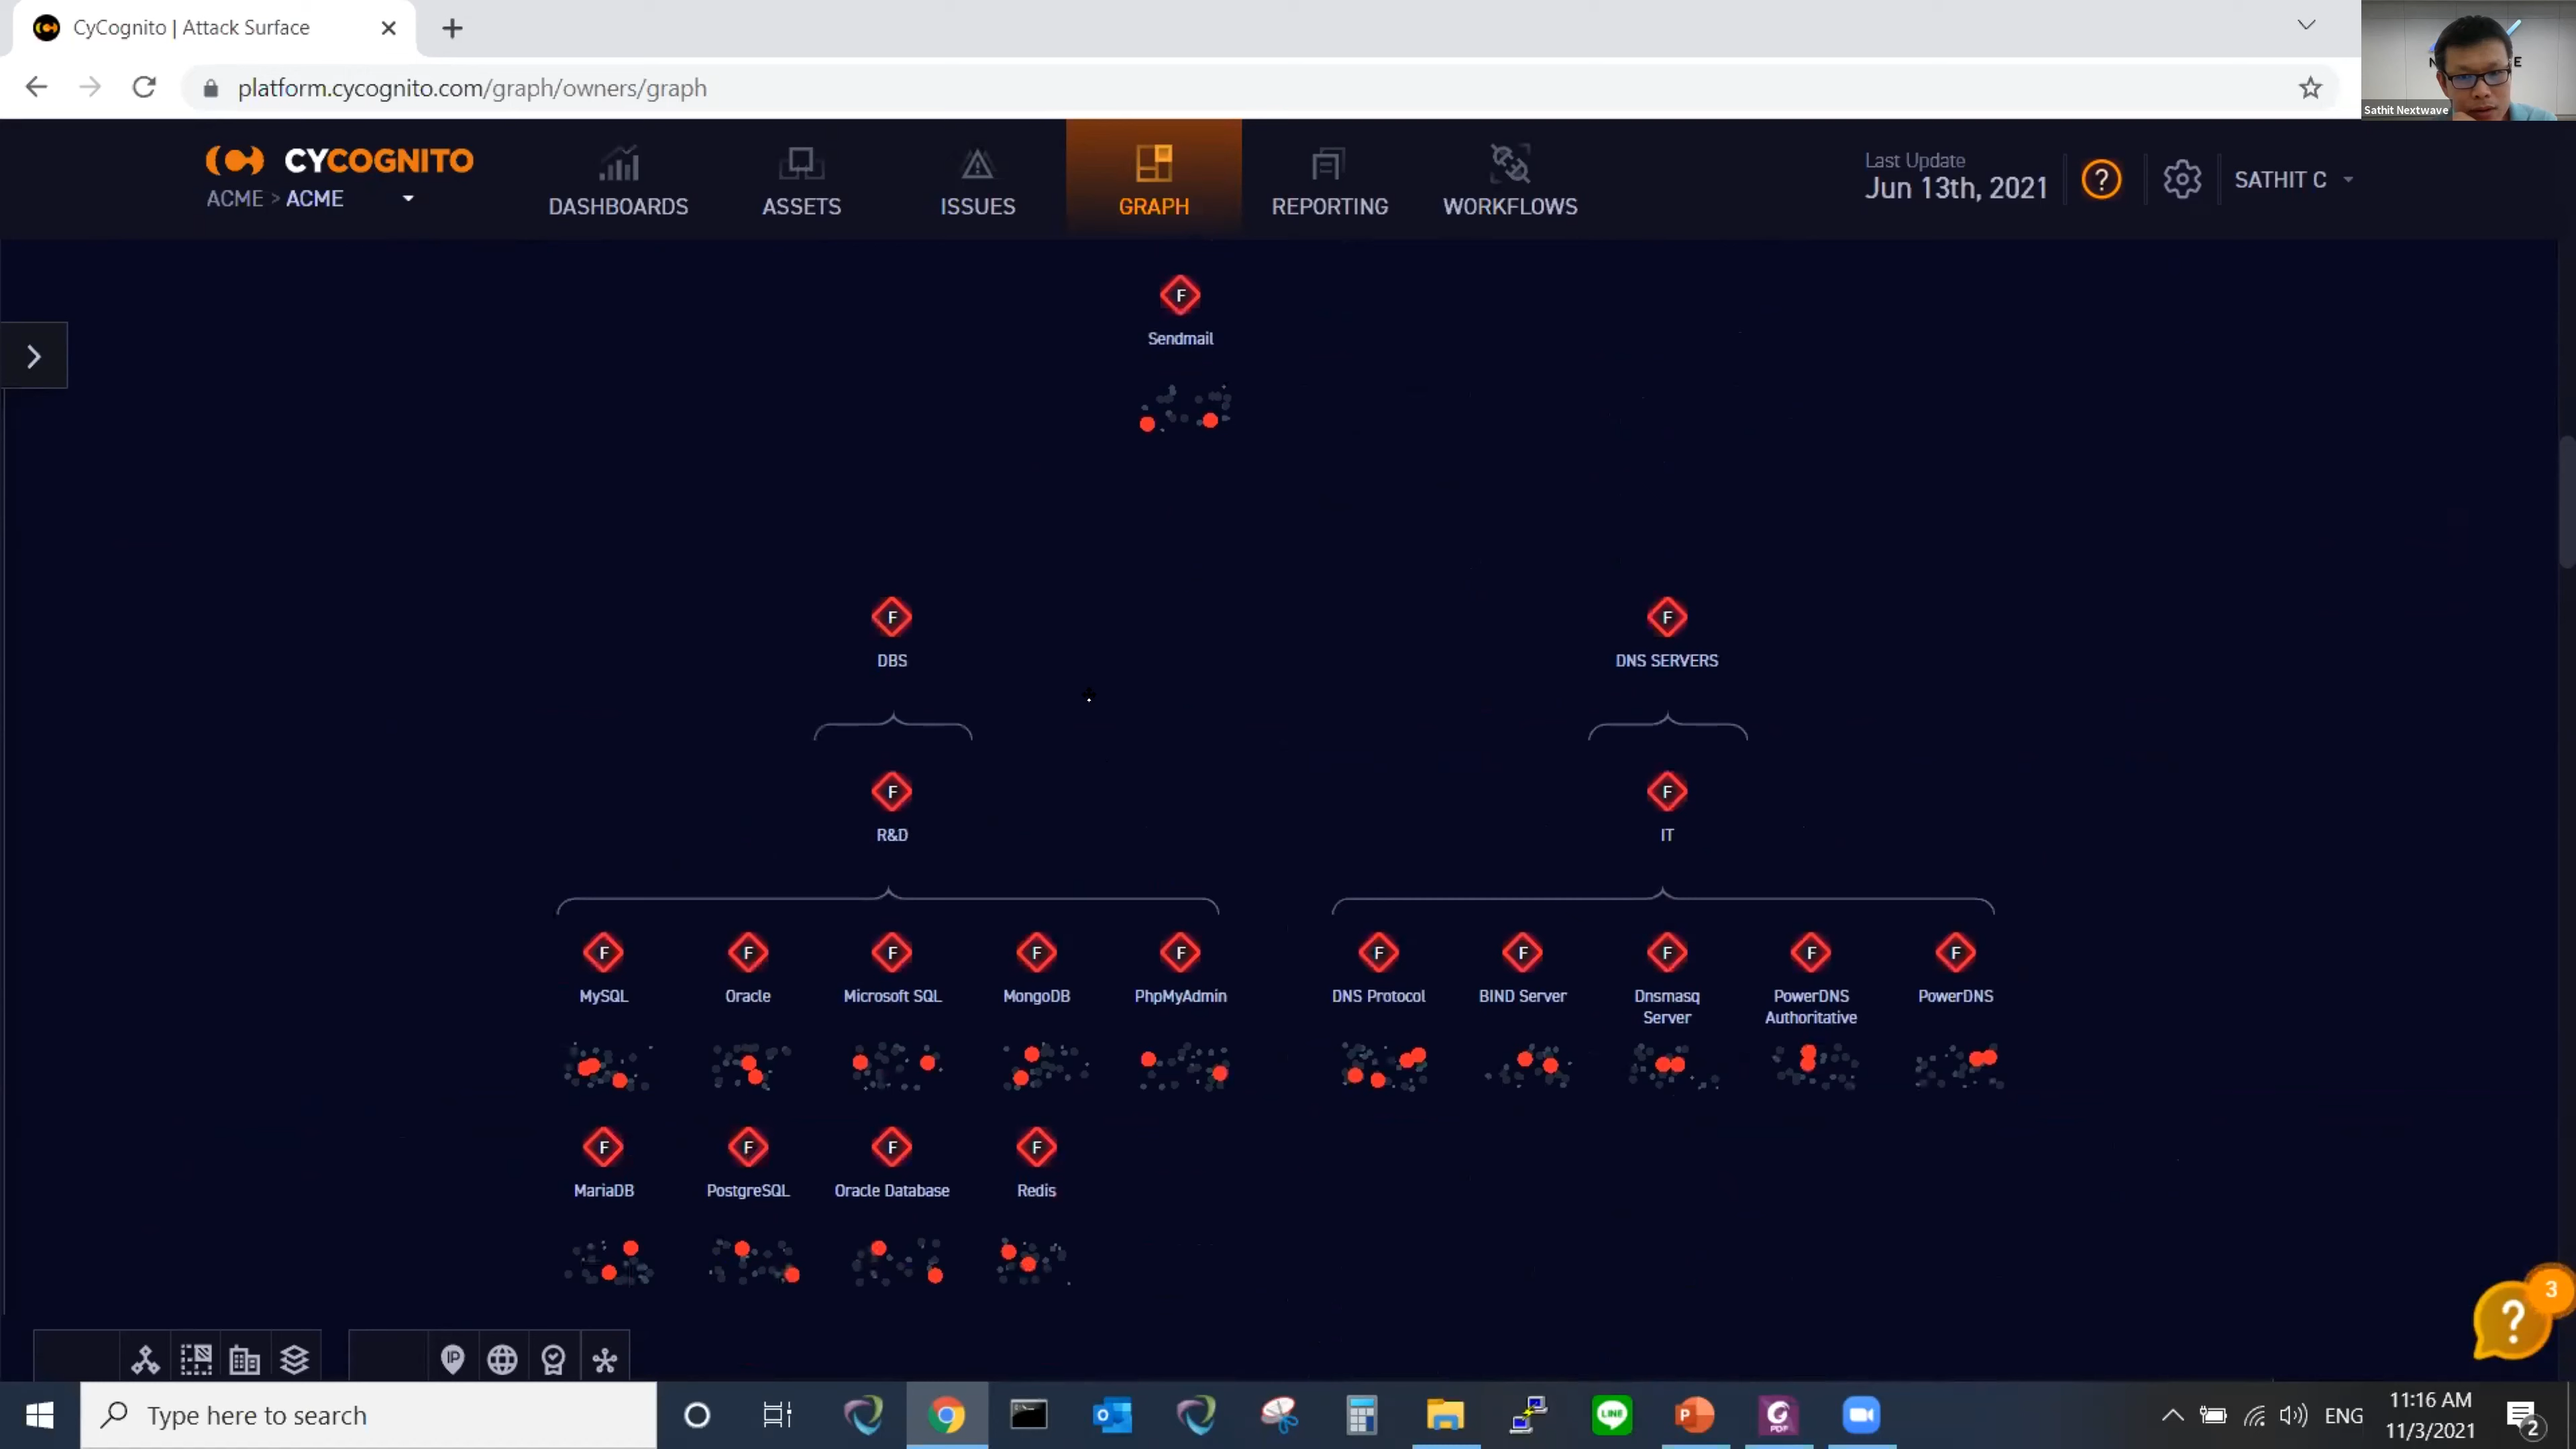 CyCognito | Attack Surface
platform.cycognito.com/graph/owners/graph
Sathit Nextwave
CYCOGNITO
ACME > ACME
DASHBOARDS
ASSETS
ISSUES
GRAPH
REPORTING
WORKFLOWS
Last Update
Jun 13th, 2021
?
SATHIT C
F
Sendmail
F
DBS
F
DNS SERVERS
F
R&D
F
IT
F F F F F F F F F F
MySQL Oracle Microsoft SQL MongoDB PhpMyAdmin DNS Protocol BIND Server Dnsmasq Server PowerDNS Authoritative PowerDNS
F F F F
MariaDB PostgreSQL Oracle Database Redis
3
?
IP
Type here to search
LINE
PDF
ENG
11:16 AM
11/3/2021
2